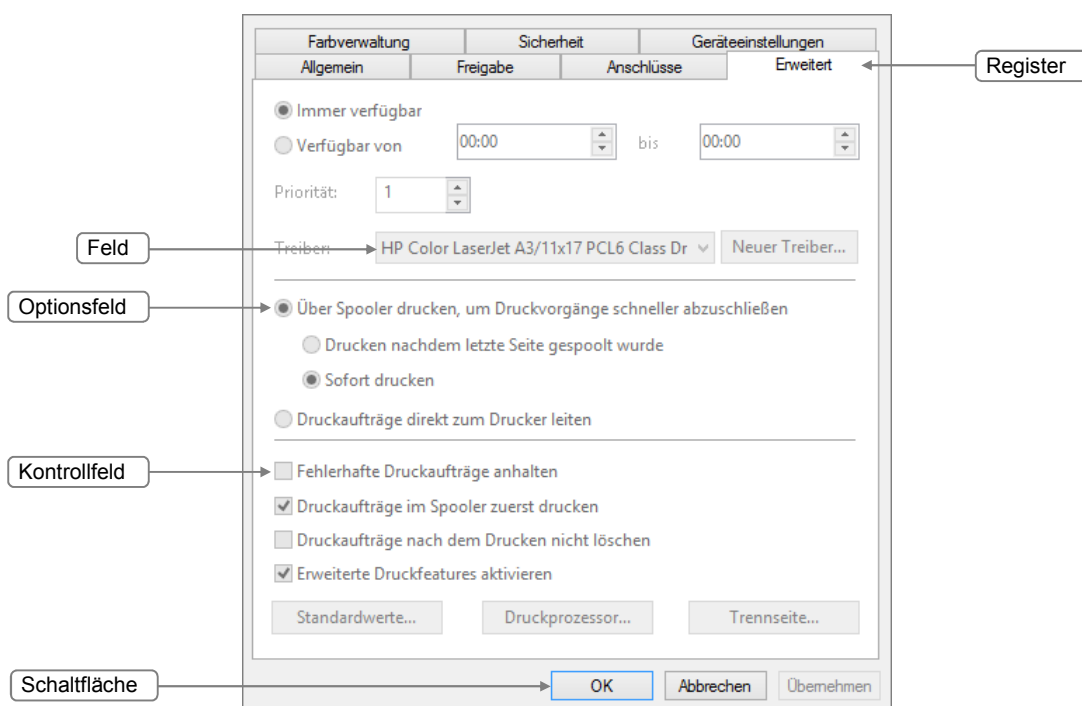 Farbverwaltung Sicherheit Geräteeinstellungen
Allgemein Freigabe Anschlüsse Erweitert
Register
Immer verfügbar
Verfügbar von 00:00 bis 00:00
Priorität: 1
Feld
Treiber: HP Color LaserJet A3/11x17 PCL6 Class Dr Neuer Treiber...
Optionsfeld
Über Spooler drucken, um Druckvorgänge schneller abzuschließen
Drucken nachdem letzte Seite gespoolt wurde
Sofort drucken
Druckaufträge direkt zum Drucker leiten
Kontrollfeld
Fehlerhafte Druckaufträge anhalten
Druckaufträge im Spooler zuerst drucken
Druckaufträge nach dem Drucken nicht löschen
Erweiterte Druckfeatures aktivieren
Standardwerte... Druckprozessor... Trennseite...
Schaltfläche
OK Abbrechen Übernehmen